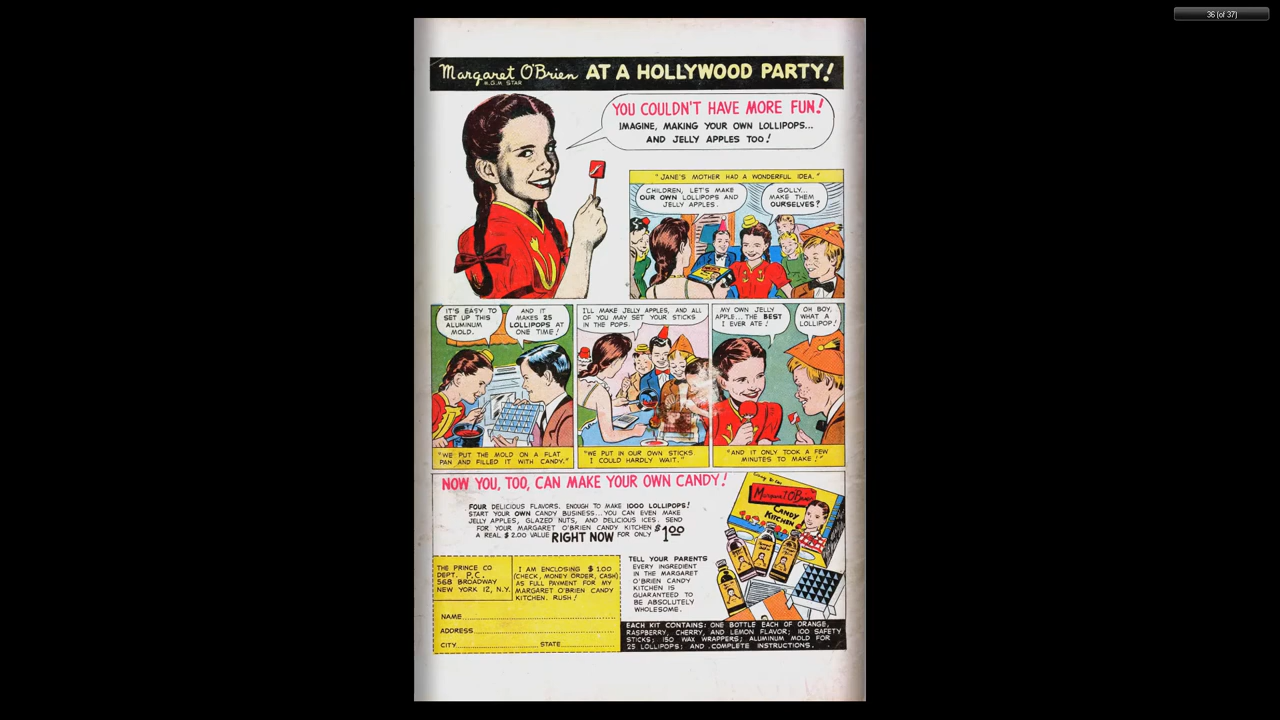 36 (of 37)
Margaret O'Brien AT A HOLLYWOOD PARTY!
M.G.M. STAR
YOU COULDN'T HAVE MORE FUN!
IMAGINE, MAKING YOUR OWN LOLLIPOPS...
AND JELLY APPLES TOO!
"JANE'S MOTHER HAD A WONDERFUL IDEA."
CHILDREN, LET'S MAKE
OUR OWN LOLLIPOPS AND
JELLY APPLES.
GOLLY...
MAKE THEM
OURSELVES?
IT'S EASY TO
SET UP THIS
ALUMINUM
MOLD.
AND IT
MAKES 25
LOLLIPOPS AT
ONE TIME!
"WE PUT THE MOLD ON A FLAT
PAN AND FILLED IT WITH CANDY."
I'LL MAKE JELLY APPLES, AND ALL
OF YOU MAY SET YOUR STICKS
IN THE POPS.
"WE PUT IN OUR OWN STICKS
I COULD HARDLY WAIT."
MY OWN JELLY
APPLE...THE BEST
I EVER ATE!
OH BOY,
WHAT A
LOLLIPOP!
"AND IT ONLY TOOK A FEW
MINUTES TO MAKE!"
NOW YOU, TOO, CAN MAKE YOUR OWN CANDY!
FOUR DELICIOUS FLAVORS. ENOUGH TO MAKE 1000 LOLLIPOPS!
START YOUR OWN CANDY BUSINESS...YOU CAN EVEN MAKE
JELLY APPLES, GLAZED NUTS, AND DELICIOUS ICES. SEND
FOR YOUR MARGARET O'BRIEN CANDY KITCHEN $1.00
A REAL $2.00 VALUE RIGHT NOW FOR ONLY
Margaret O'Brien
CANDY
KITCHEN
THE PRINCE CO
DEPT. P.C.
568 BROADWAY
NEW YORK 12, N.Y.
I AM ENCLOSING $1.00
(CHECK, MONEY ORDER, CASH)
AS FULL PAYMENT FOR MY
MARGARET O'BRIEN CANDY
KITCHEN. RUSH!
NAME
ADDRESS
CITY STATE
TELL YOUR PARENTS
EVERY INGREDIENT
IN THE MARGARET
O'BRIEN CANDY
KITCHEN IS
GUARANTEED TO
BE ABSOLUTELY
WHOLESOME.
EACH KIT CONTAINS: ONE BOTTLE EACH OF ORANGE,
RASPBERRY, CHERRY, AND LEMON FLAVOR; 100 SAFETY
STICKS; 150 WAX WRAPPERS; ALUMINUM MOLD FOR
25 LOLLIPOPS; AND COMPLETE INSTRUCTIONS.